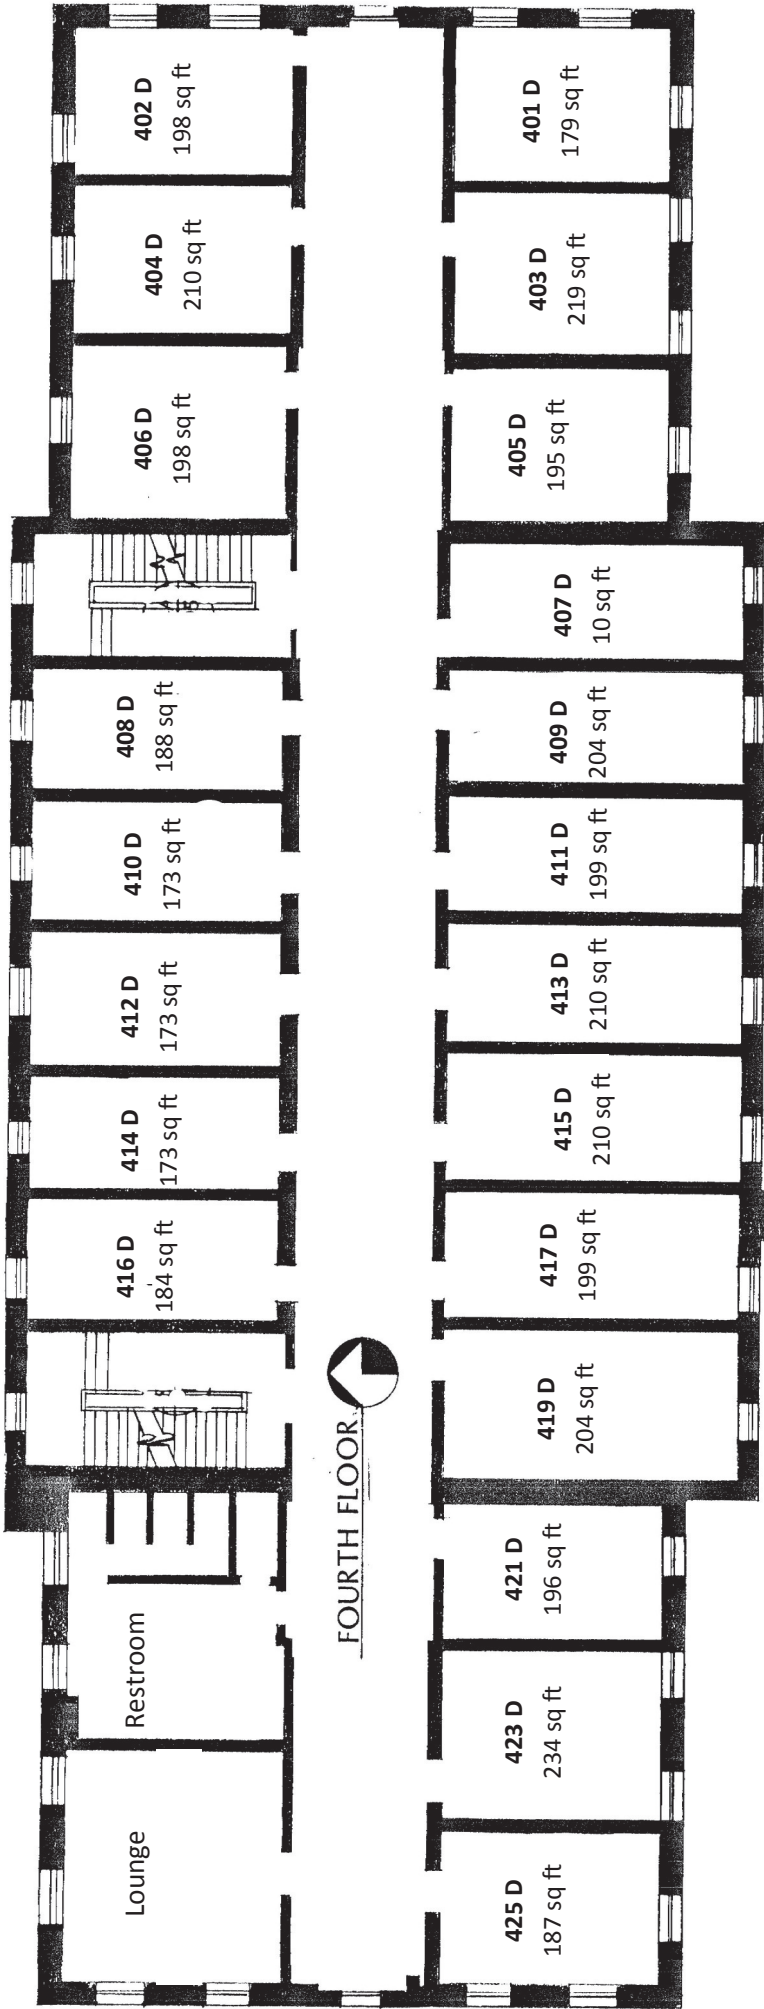 402 D
198 sq ft
401 D
179 sq ft
404 D
210 sq ft
403 D
219 sq ft
406 D
198 sq ft
405 D
195 sq ft
407 D
10 sq ft
408 D
188 sq ft
409 D
204 sq ft
410 D
173 sq ft
411 D
199 sq ft
412 D
173 sq ft
413 D
210 sq ft
414 D
173 sq ft
415 D
210 sq ft
416 D
184 sq ft
417 D
199 sq ft
419 D
204 sq ft
FOURTH FLOOR
Restroom
421 D
196 sq ft
423 D
234 sq ft
Lounge
425 D
187 sq ft